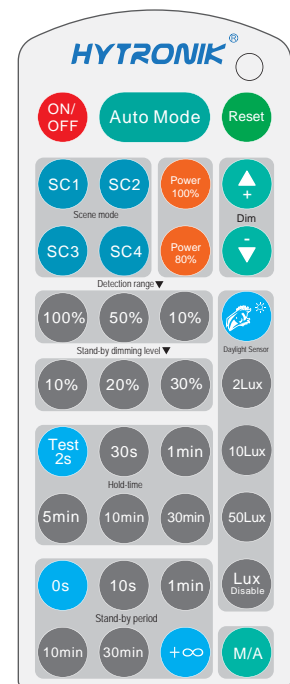 HYTRONIK®
ON/
OFF
Auto Mode
Reset
SC1 SC2
Scene mode
SC3 SC4
Power
100%
Power
80%
+
Dim
-
Detection range▼
100% 50% 10%
Stand-by dimming level▼
10% 20% 30%
Daylight Sensor
2Lux
10Lux
50Lux
Lux
Disable
Test
2s
30s 1min
Hold-time
5min 10min 30min
0s 10s 1min
Stand-by period
10min 30min +∞
M/A